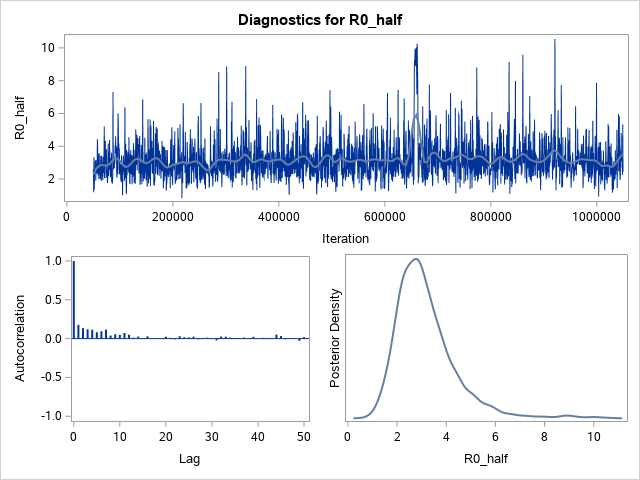 Diagnostics for R0_half
R0_half
10
8
6
4
2
0 200000 400000 600000 800000 1000000
Iteration
Autocorrelation
1.0
0.5
0.0
-0.5
-1.0
0 10 20 30 40 50
Lag
Posterior Density
0 2 4 6 8 10
R0_half